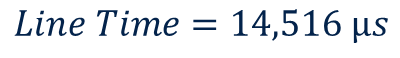 Line Time = 14,516 µs